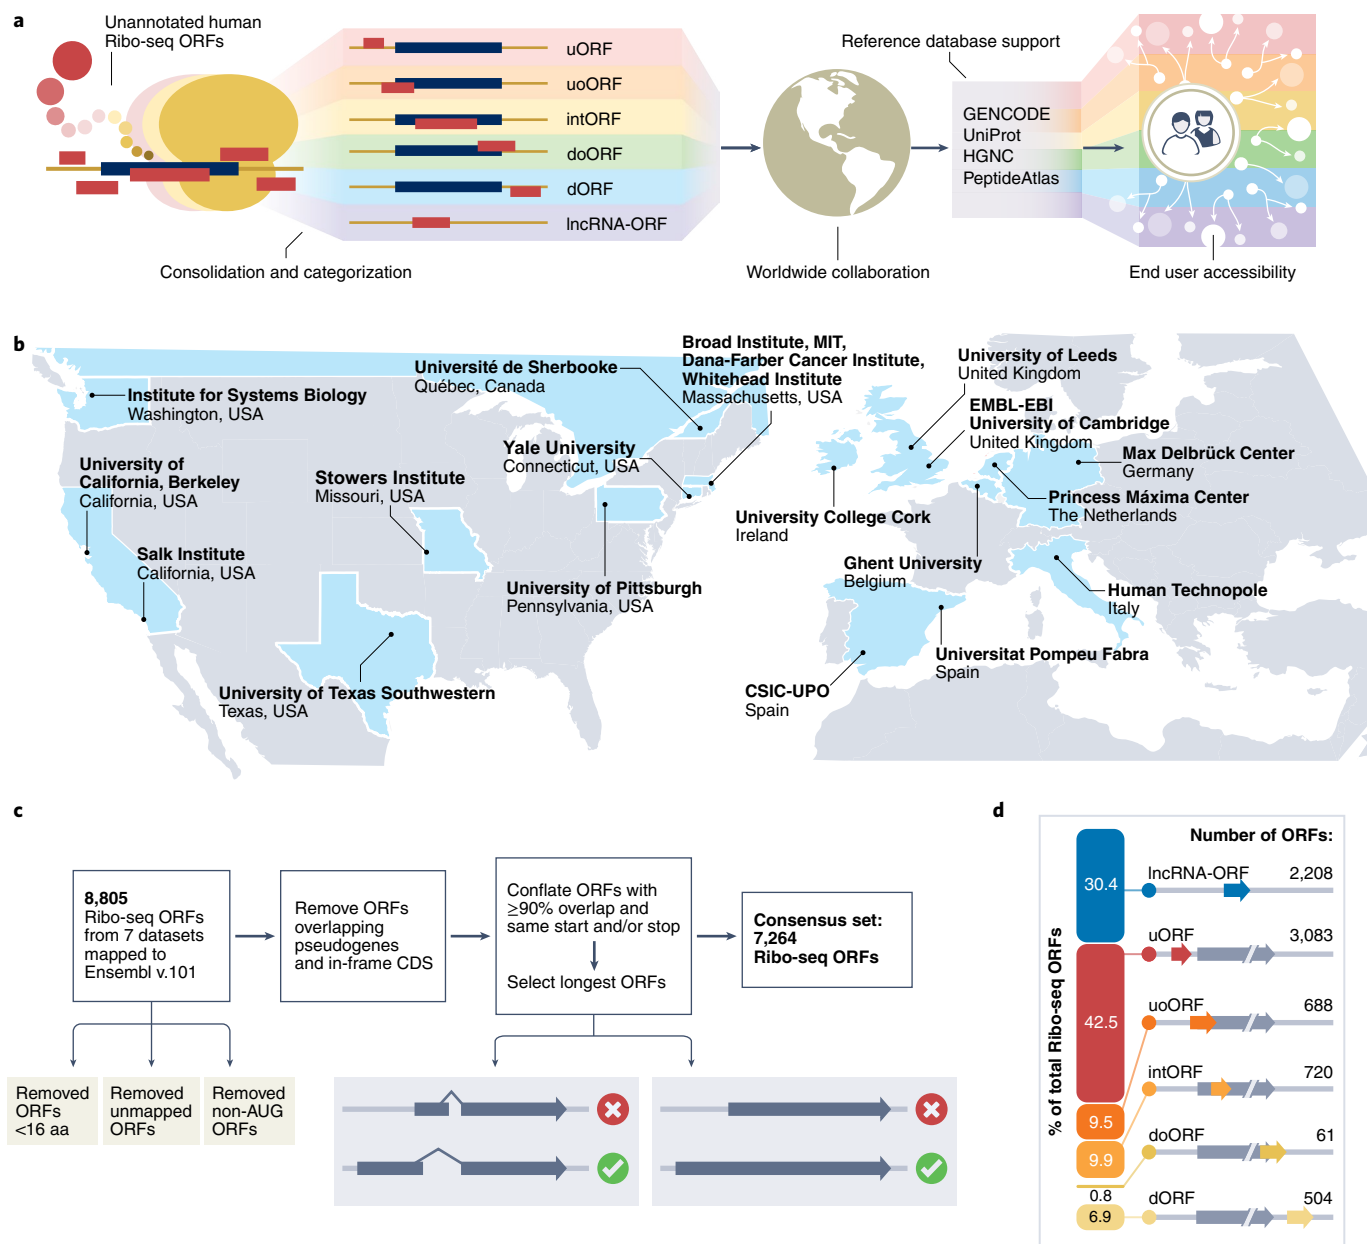 a
Unannotated human
Ribo-seq ORFs
uORF
uoORF
intORF
doORF
dORF
lncRNA-ORF
Consolidation and categorization
Worldwide collaboration
Reference database support
GENCODE
UniProt
HGNC
PeptideAtlas
End user accessibility
b
Institute for Systems Biology
Washington, USA
University of
California, Berkeley
California, USA
Salk Institute
California, USA
Stowers Institute
Missouri, USA
University of Texas Southwestern
Texas, USA
Université de Sherbooke
Québec, Canada
Yale University
Connecticut, USA
University of Pittsburgh
Pennsylvania, USA
Broad Institute, MIT,
Dana-Farber Cancer Institute,
Whitehead Institute
Massachusetts, USA
University of Leeds
United Kingdom
EMBL-EBI
University of Cambridge
United Kingdom
Max Delbrück Center
Germany
Princess Máxima Center
The Netherlands
University College Cork
Ireland
Ghent University
Belgium
Human Technopole
Italy
Universitat Pompeu Fabra
Spain
CSIC-UPO
Spain
c
8,805
Ribo-seq ORFs
from 7 datasets
mapped to
Ensembl v.101
Remove ORFs
overlapping
pseudogenes
and in-frame CDS
Conflate ORFs with
≥90% overlap and
same start and/or stop
Select longest ORFs
Consensus set:
7,264
Ribo-seq ORFs
Removed
ORFs
<16 aa
Removed
unmapped
ORFs
Removed
non-AUG
ORFs
d
Number of ORFs:
% of total Ribo-seq ORFs
30.4
lncRNA-ORF
2,208
42.5
uORF
3,083
9.5
uoORF
688
9.9
intORF
720
0.8
doORF
61
6.9
dORF
504